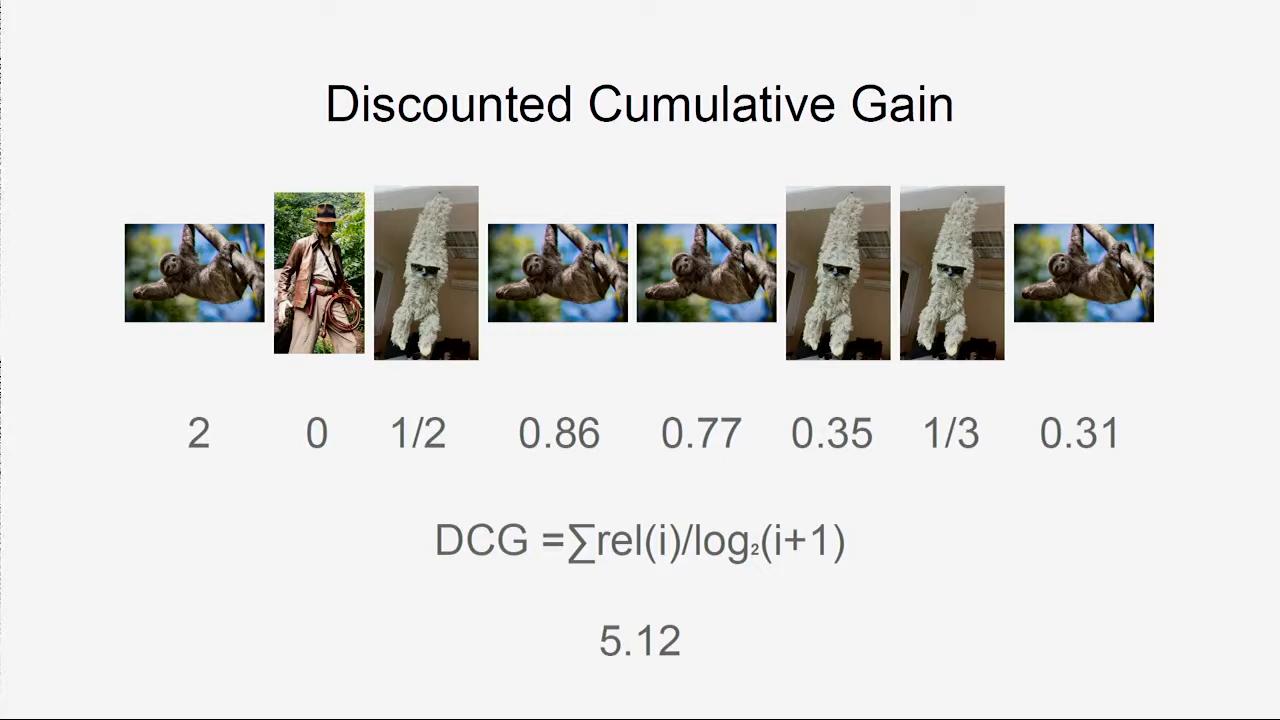 Discounted Cumulative Gain
2 0 1/2 0.86 0.77 0.35 1/3 0.31
DCG =∑rel(i)/log₂(i+1)
5.12